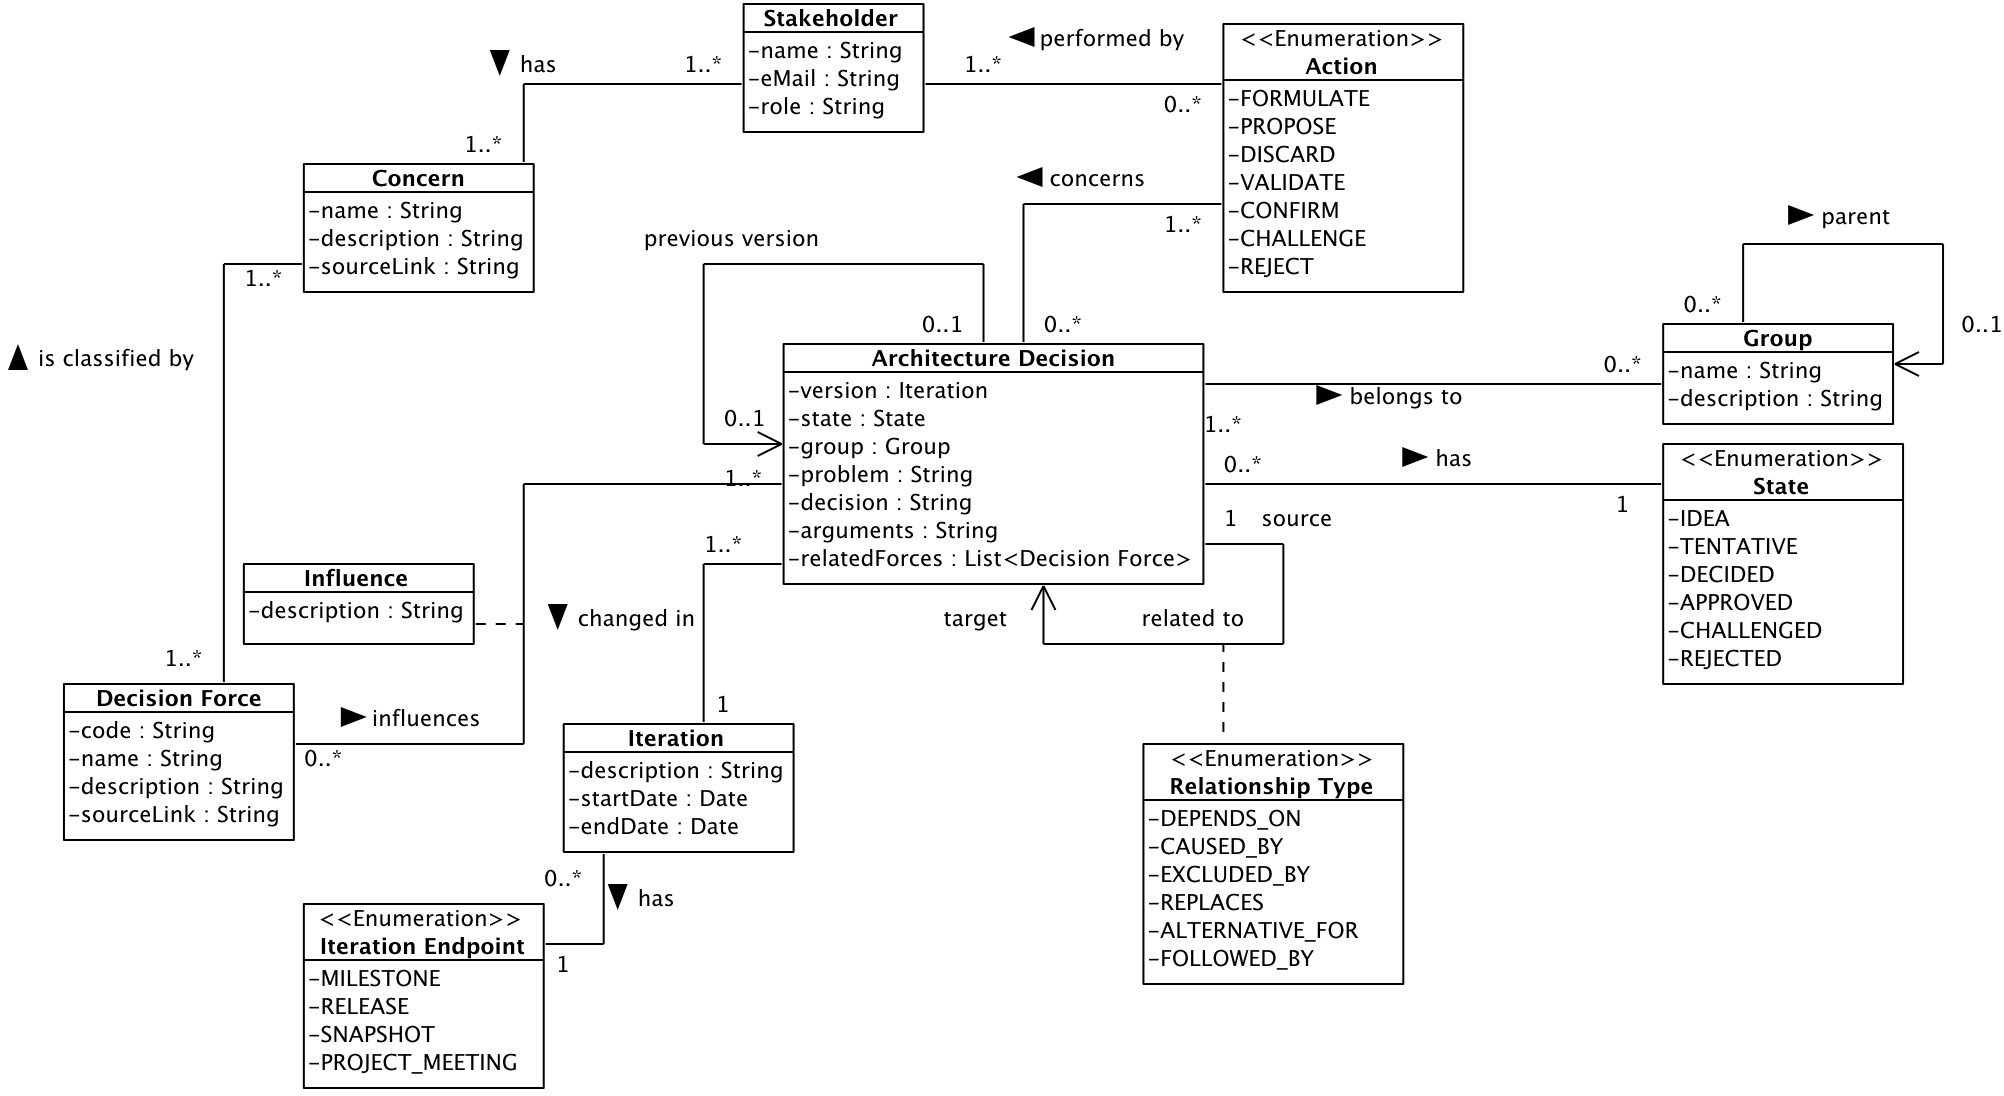 Stakeholder
-name : String
-eMail : String
-role : String
has
1..*
1..*
performed by
1..*
0..*
<<Enumeration>>
Action
-FORMULATE
-PROPOSE
-DISCARD
-VALIDATE
-CONFIRM
-CHALLENGE
-REJECT
Concern
-name : String
-description : String
-sourceLink : String
1..*
concerns
1..*
0..*
previous version
0..1
0..1
parent
0..*
0..1
is classified by
1..*
Architecture Decision
-version : Iteration
-state : State
-group : Group
-problem : String
-decision : String
-arguments : String
-relatedForces : List<Decision Force>
0..*
belongs to
1..*
Group
-name : String
-description : String
0..*
has
1
<<Enumeration>>
State
-IDEA
-TENTATIVE
-DECIDED
-APPROVED
-CHALLENGED
-REJECTED
1..*
1 source
target
related to
Influence
-description : String
1..*
changed in
1
Decision Force
-code : String
-name : String
-description : String
-sourceLink : String
influences
0..*
Iteration
-description : String
-startDate : Date
-endDate : Date
0..*
has
1
<<Enumeration>>
Iteration Endpoint
-MILESTONE
-RELEASE
-SNAPSHOT
-PROJECT_MEETING
<<Enumeration>>
Relationship Type
-DEPENDS_ON
-CAUSED_BY
-EXCLUDED_BY
-REPLACES
-ALTERNATIVE_FOR
-FOLLOWED_BY